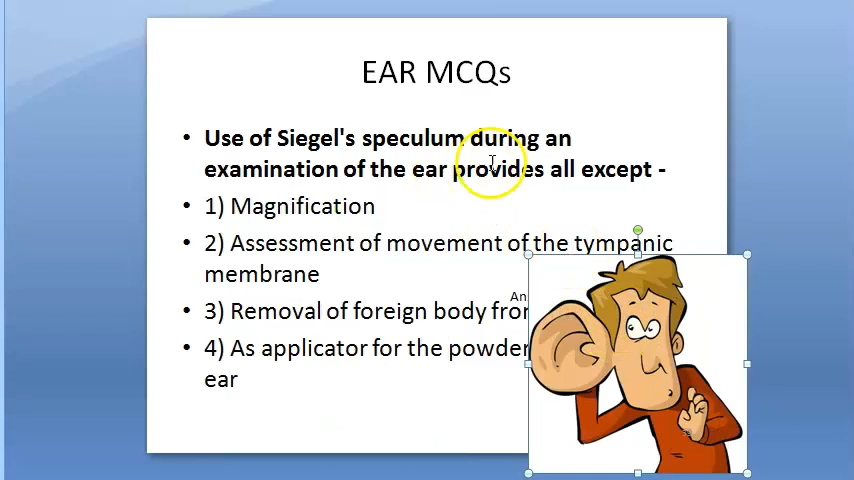 EAR MCQs
• Use of Siegel's speculum during an
examination of the ear provides all except -
• 1) Magnification
• 2) Assessment of movement of the tympanic
membrane
• 3) Removal of foreign body
An
• 4) As applicator for the powder
ear